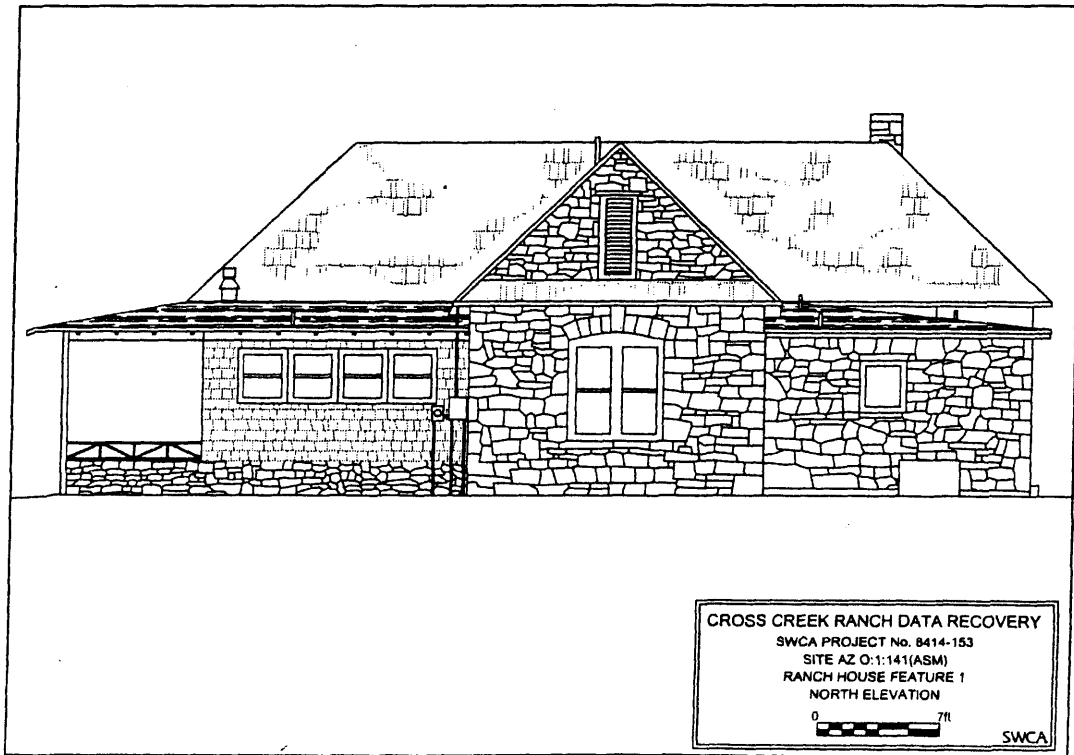 CROSS CREEK RANCH DATA RECOVERY
SWCA PROJECT No. 8414-153
SITE AZ O:1:141(ASM)
RANCH HOUSE FEATURE 1
NORTH ELEVATION
0 7ft
SWCA